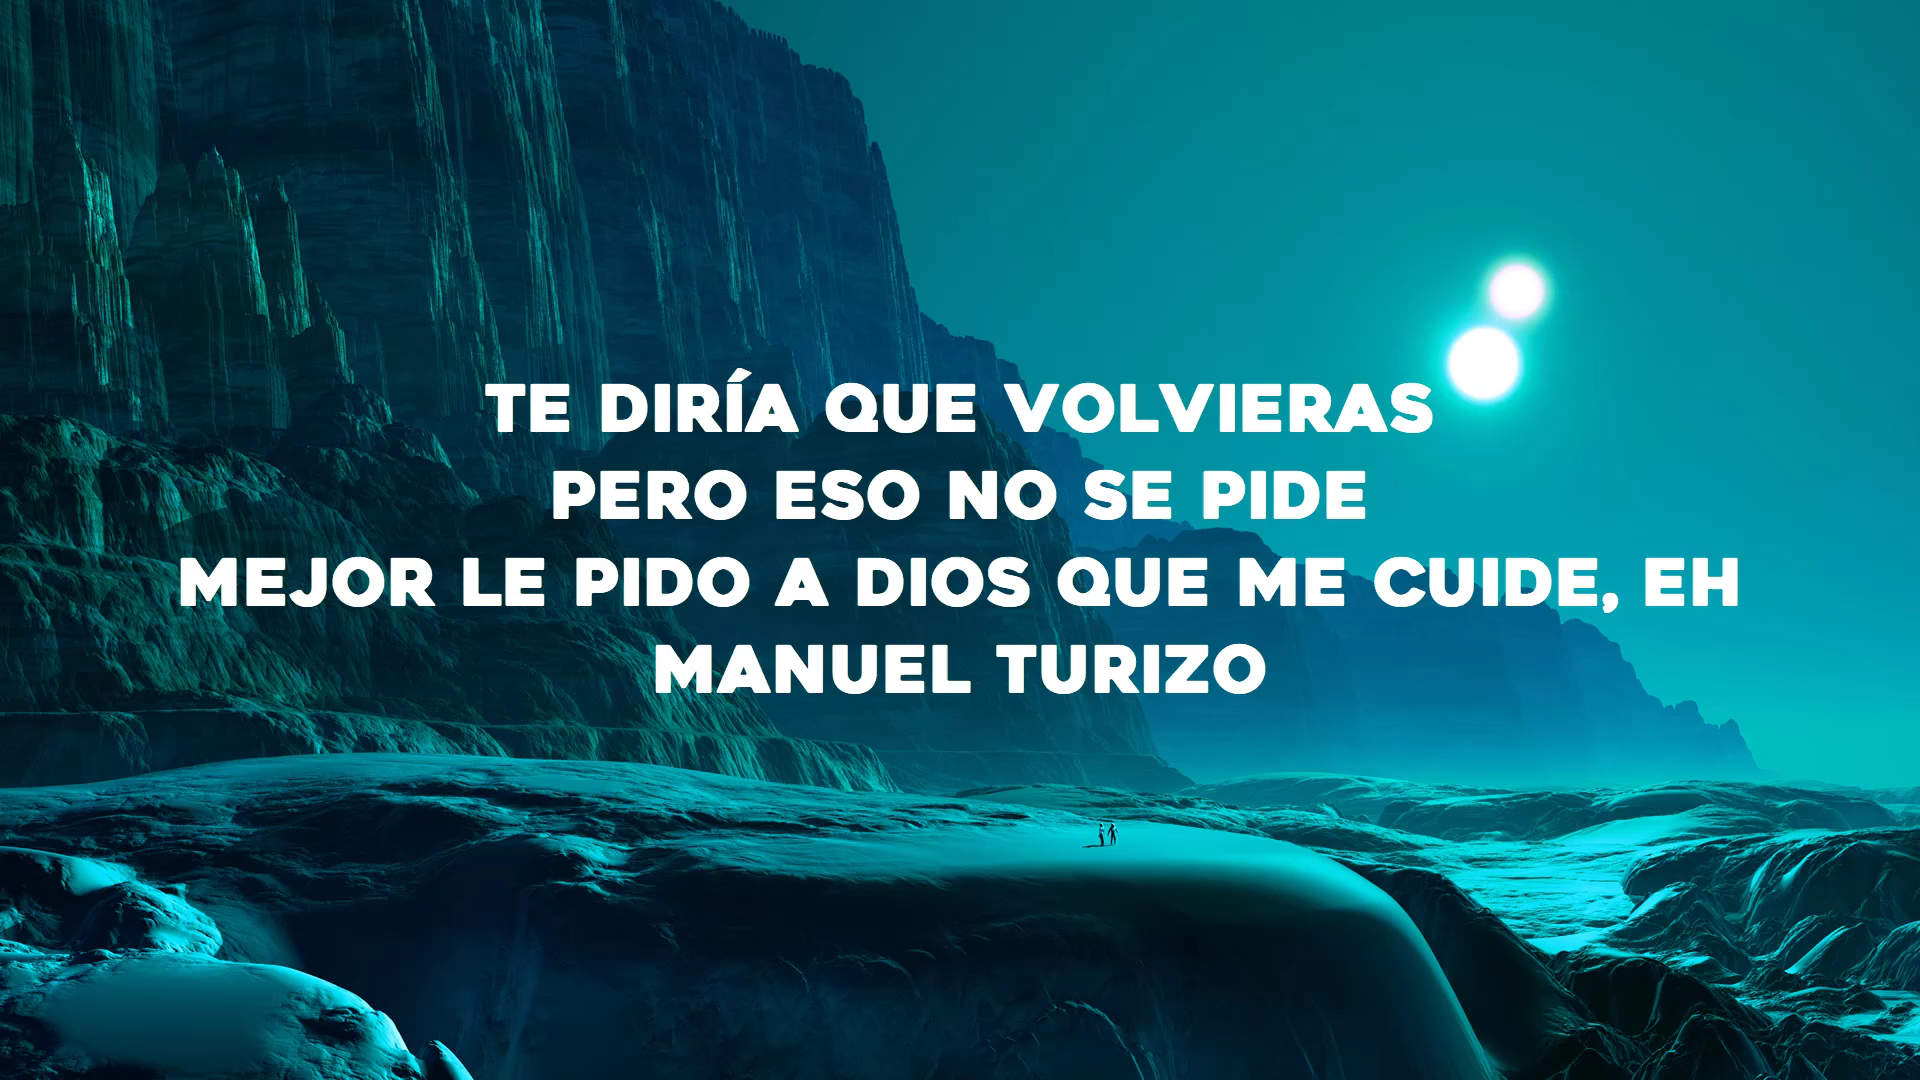 TE DIRÍA QUE VOLVIERAS
PERO ESO NO SE PIDE
MEJOR LE PIDO A DIOS QUE ME CUIDE, EH
MANUEL TURIZO